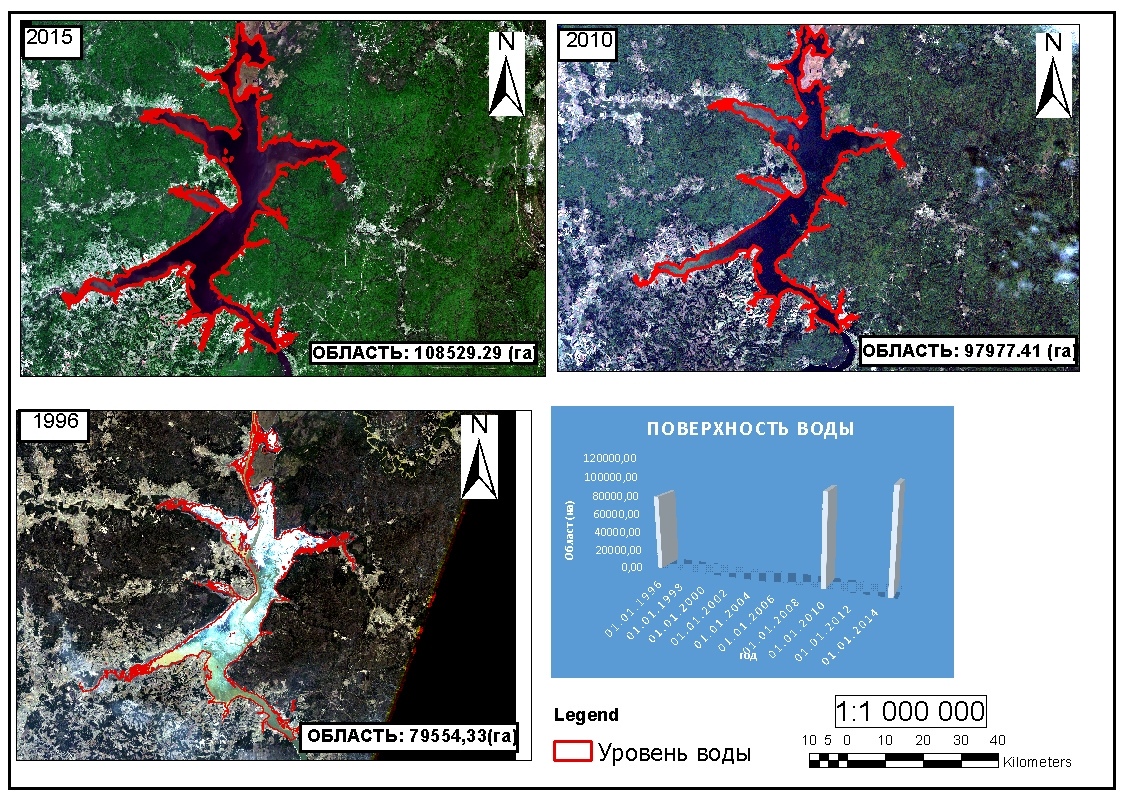 2015
N
ОБЛАСТЬ: 108529.29 (га)
2010
N
ОБЛАСТЬ: 97977.41 (га)
1996
N
ОБЛАСТЬ: 79554,33(га)
ПОВЕРХНОСТЬ ВОДЫ
Област (на)
120000,00
100000,00
80000,00
60000,00
40000,00
20000,00
0,00
01.01.1996
01.01.1998
01.01.2000
01.01.2002
01.01.2004
01.01.2006
01.01.2008
01.01.2010
01.01.2012
01.01.2014
год
Legend
Уровень воды
1:1 000 000
10 5 0 10 20 30 40
Kilometers